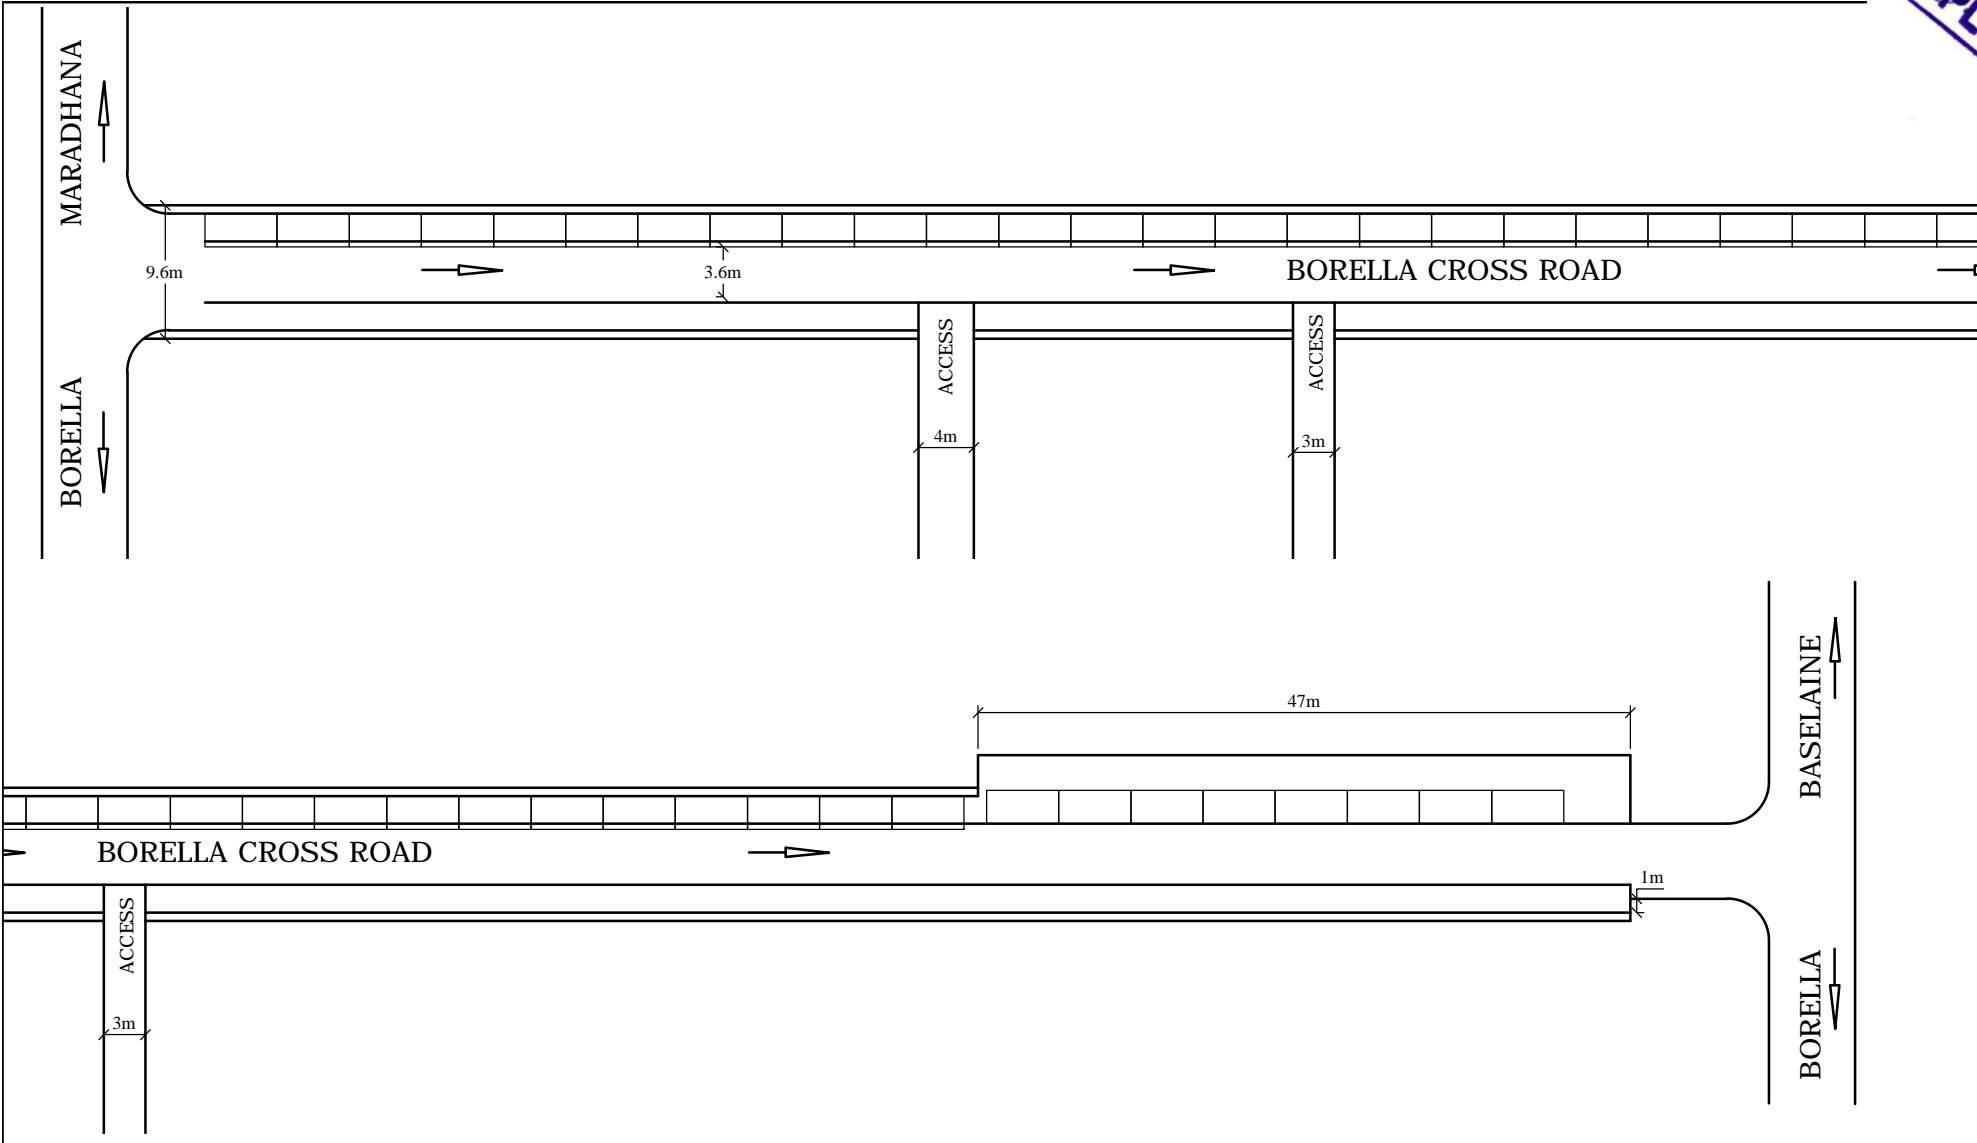 MARADHANA
9.6m
3.6m
BORELLA CROSS ROAD
BORELLA
ACCESS
ACCESS
4m
3m
47m
BASELAINE
BORELLA CROSS ROAD
1m
ACCESS
BORELLA
3m